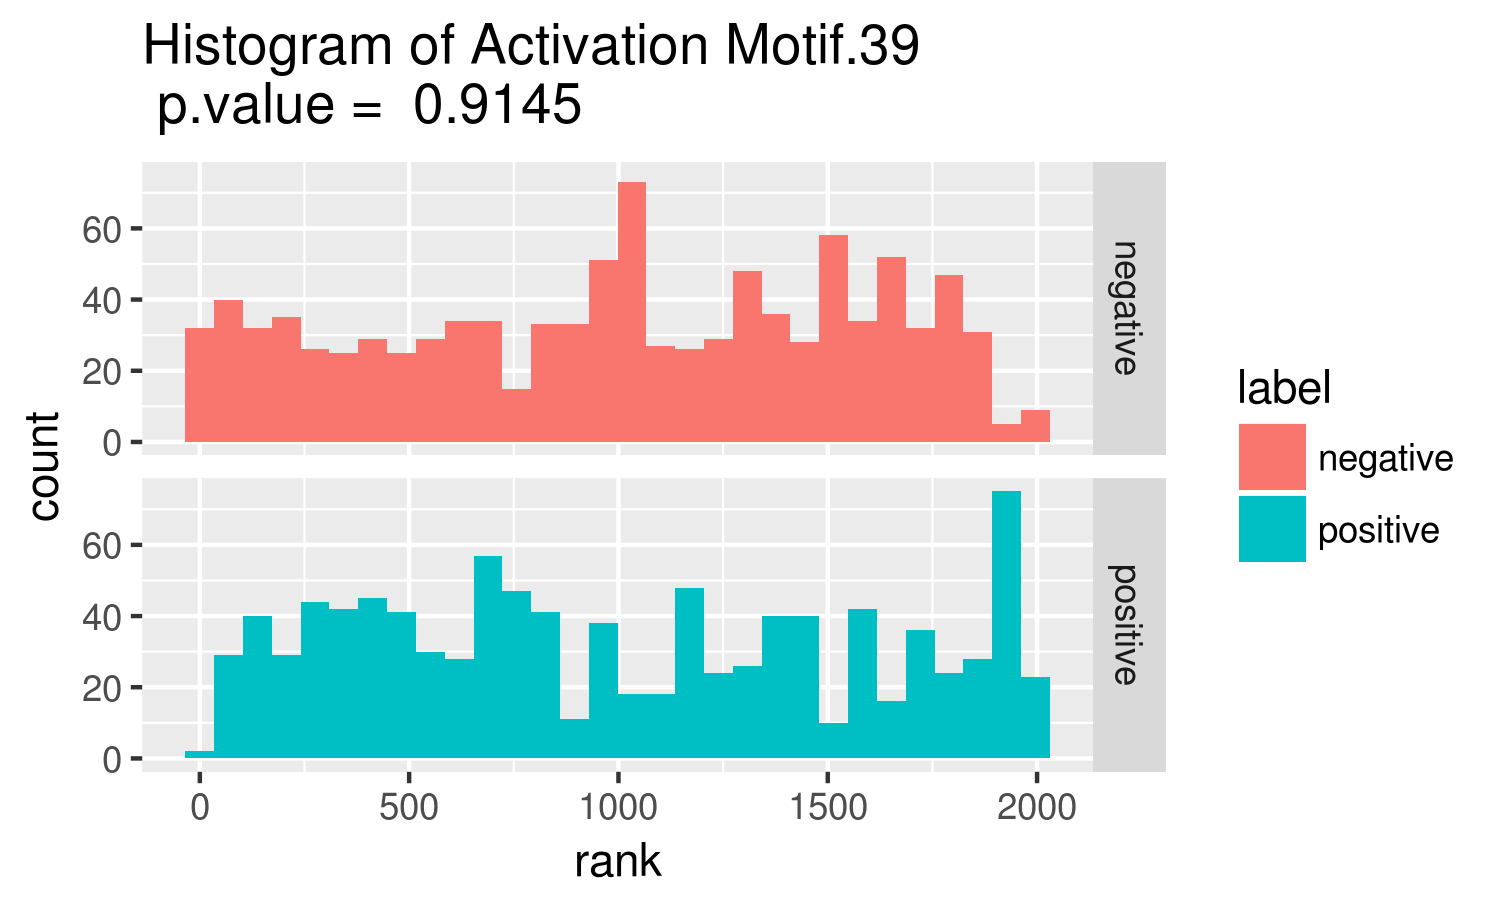 Histogram of Activation Motif.39
p.value =  0.9145
count
60
40
20
0
negative
60
40
20
0
positive
0 500 1000 1500 2000
rank
label
negative
positive